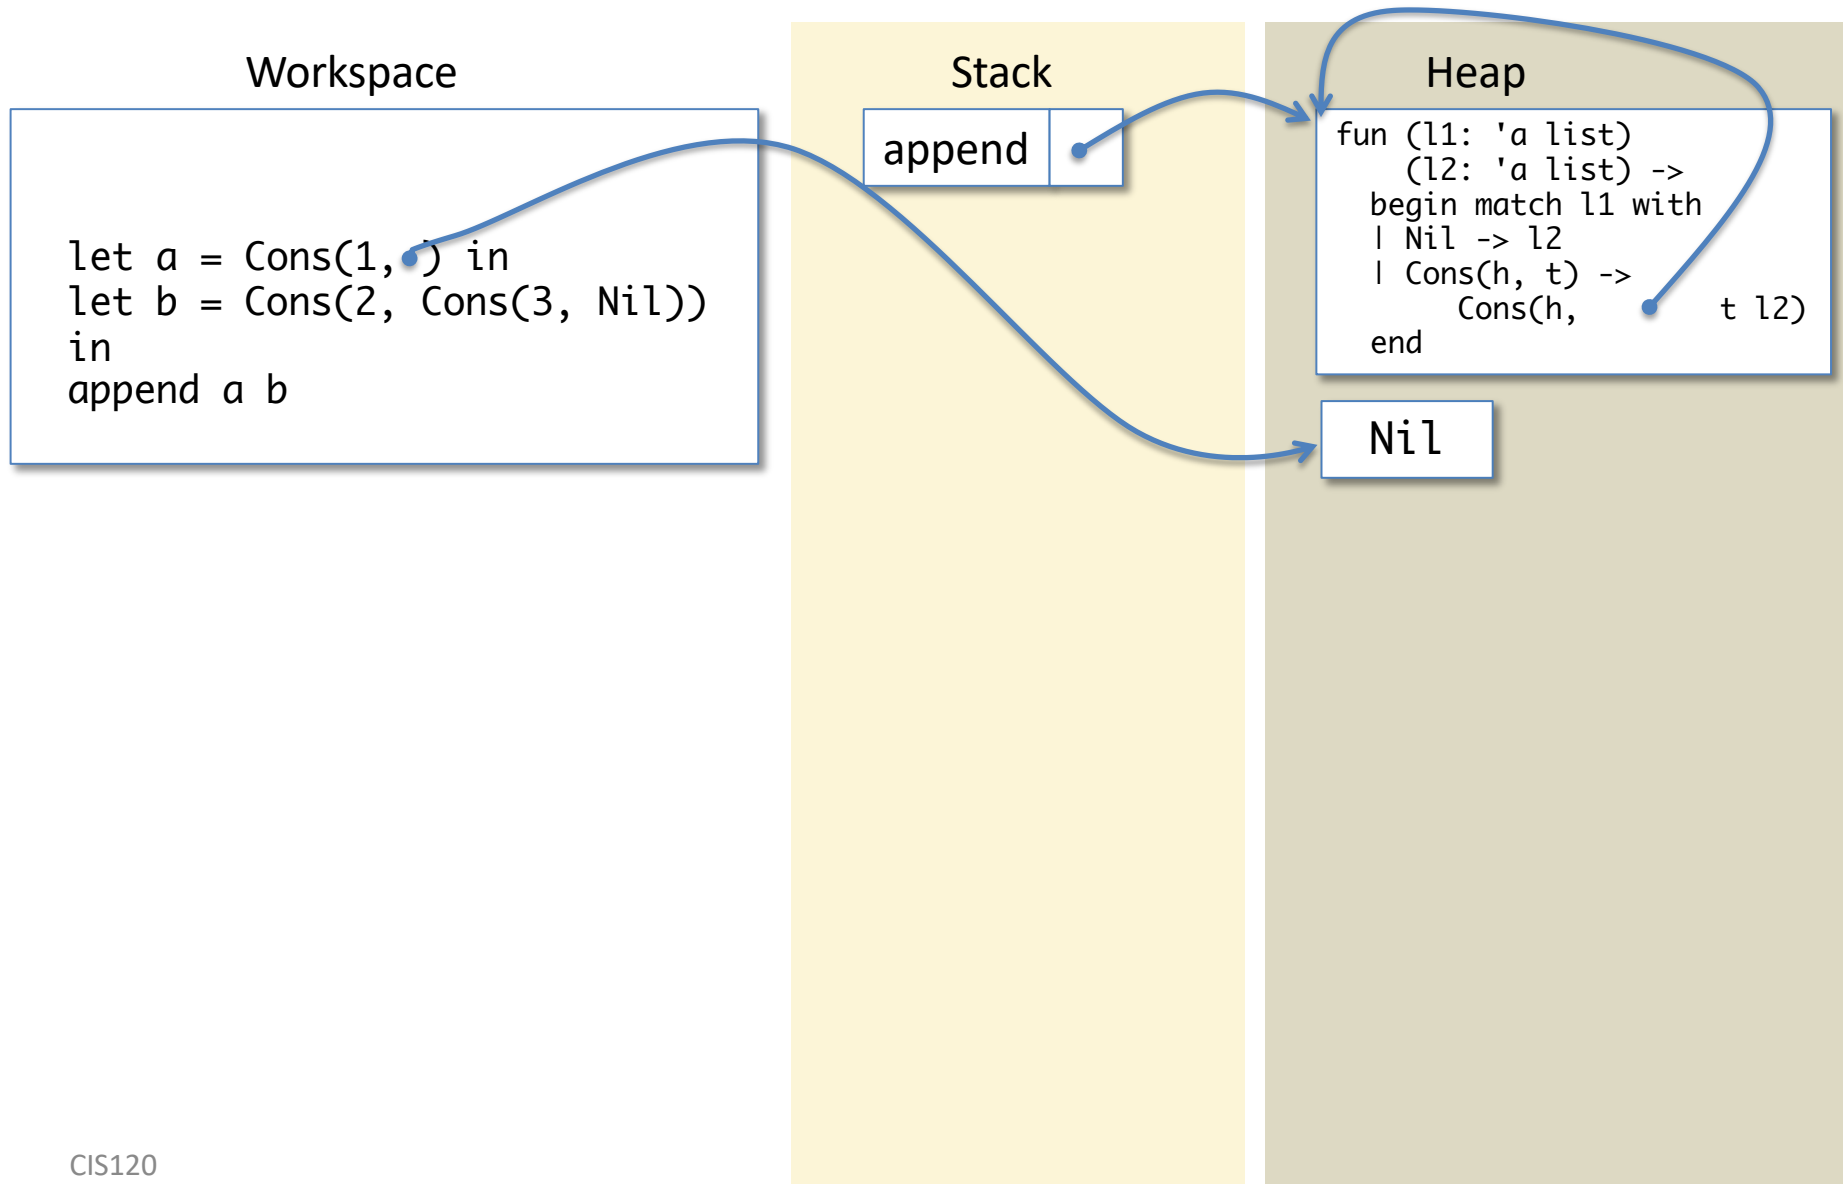 Workspace
let a = Cons(1, ) in
let b = Cons(2, Cons(3, Nil))
in
append a b
Stack
append
Heap
fun (l1: 'a list)
(l2: 'a list) ->
begin match l1 with
| Nil -> l2
| Cons(h, t) ->
Cons(h, t l2)
end
Nil
CIS120